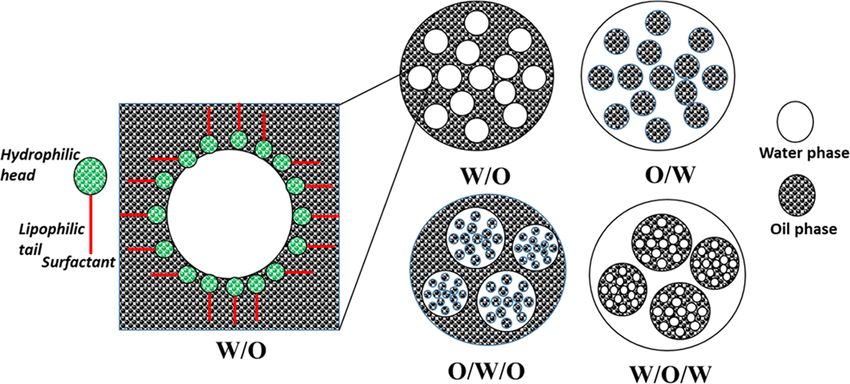 Hydrophilic
head
Lipophilic
tail
Surfactant
W/O
W/O
O/W
O/W/O
W/O/W
Water phase
Oil phase